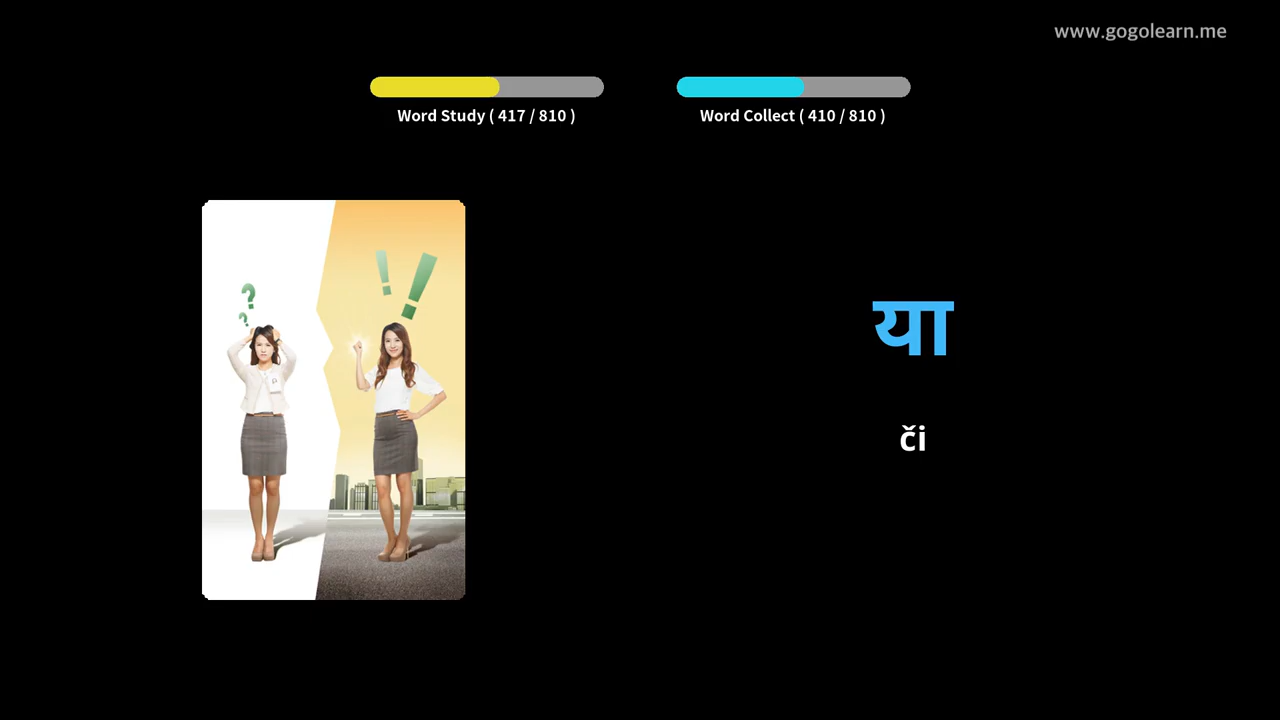 www.gogolearn.me
Word Study ( 417 / 810 )
Word Collect ( 410 / 810 )
? ?
! !
या
či